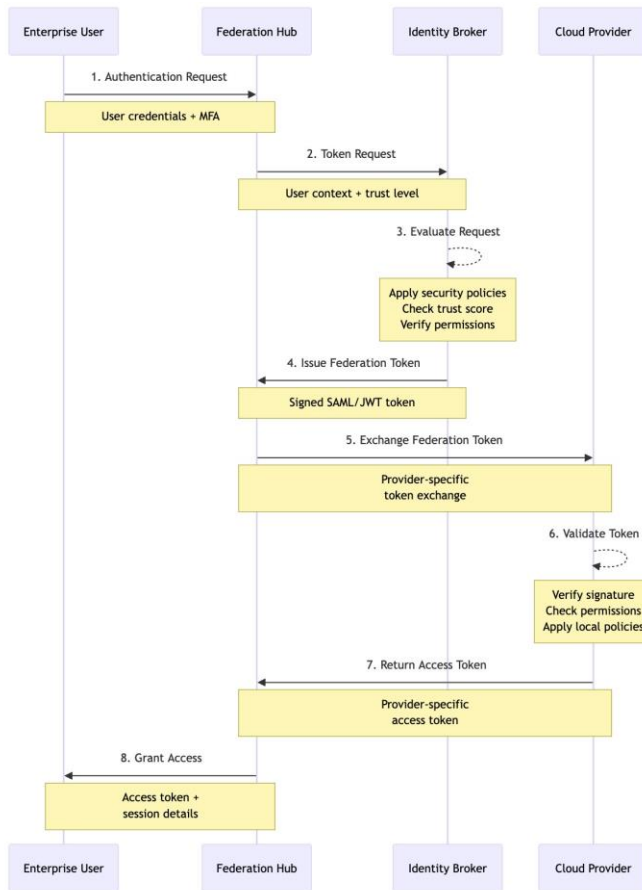 Enterprise User
Federation Hub
Identity Broker
Cloud Provider
1. Authentication Request
User credentials + MFA
2. Token Request
User context + trust level
3. Evaluate Request
Apply security policies
Check trust score
Verify permissions
4. Issue Federation Token
Signed SAML/JWT token
5. Exchange Federation Token
Provider-specific
token exchange
6. Validate Token
Verify signature
Check permissions
Apply local policies
7. Return Access Token
Provider-specific
access token
8. Grant Access
Access token +
session details
Enterprise User
Federation Hub
Identity Broker
Cloud Provider